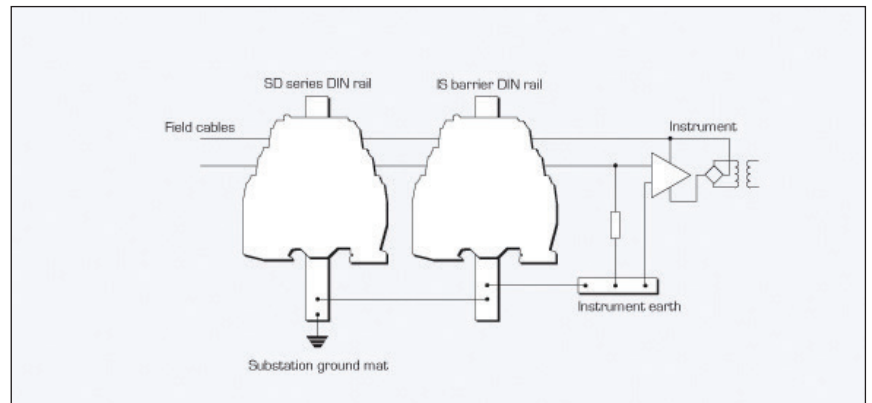 SD series DIN rail
IS barrier DIN rail
Field cables
Instrument
Instrument earth
Substation ground mat